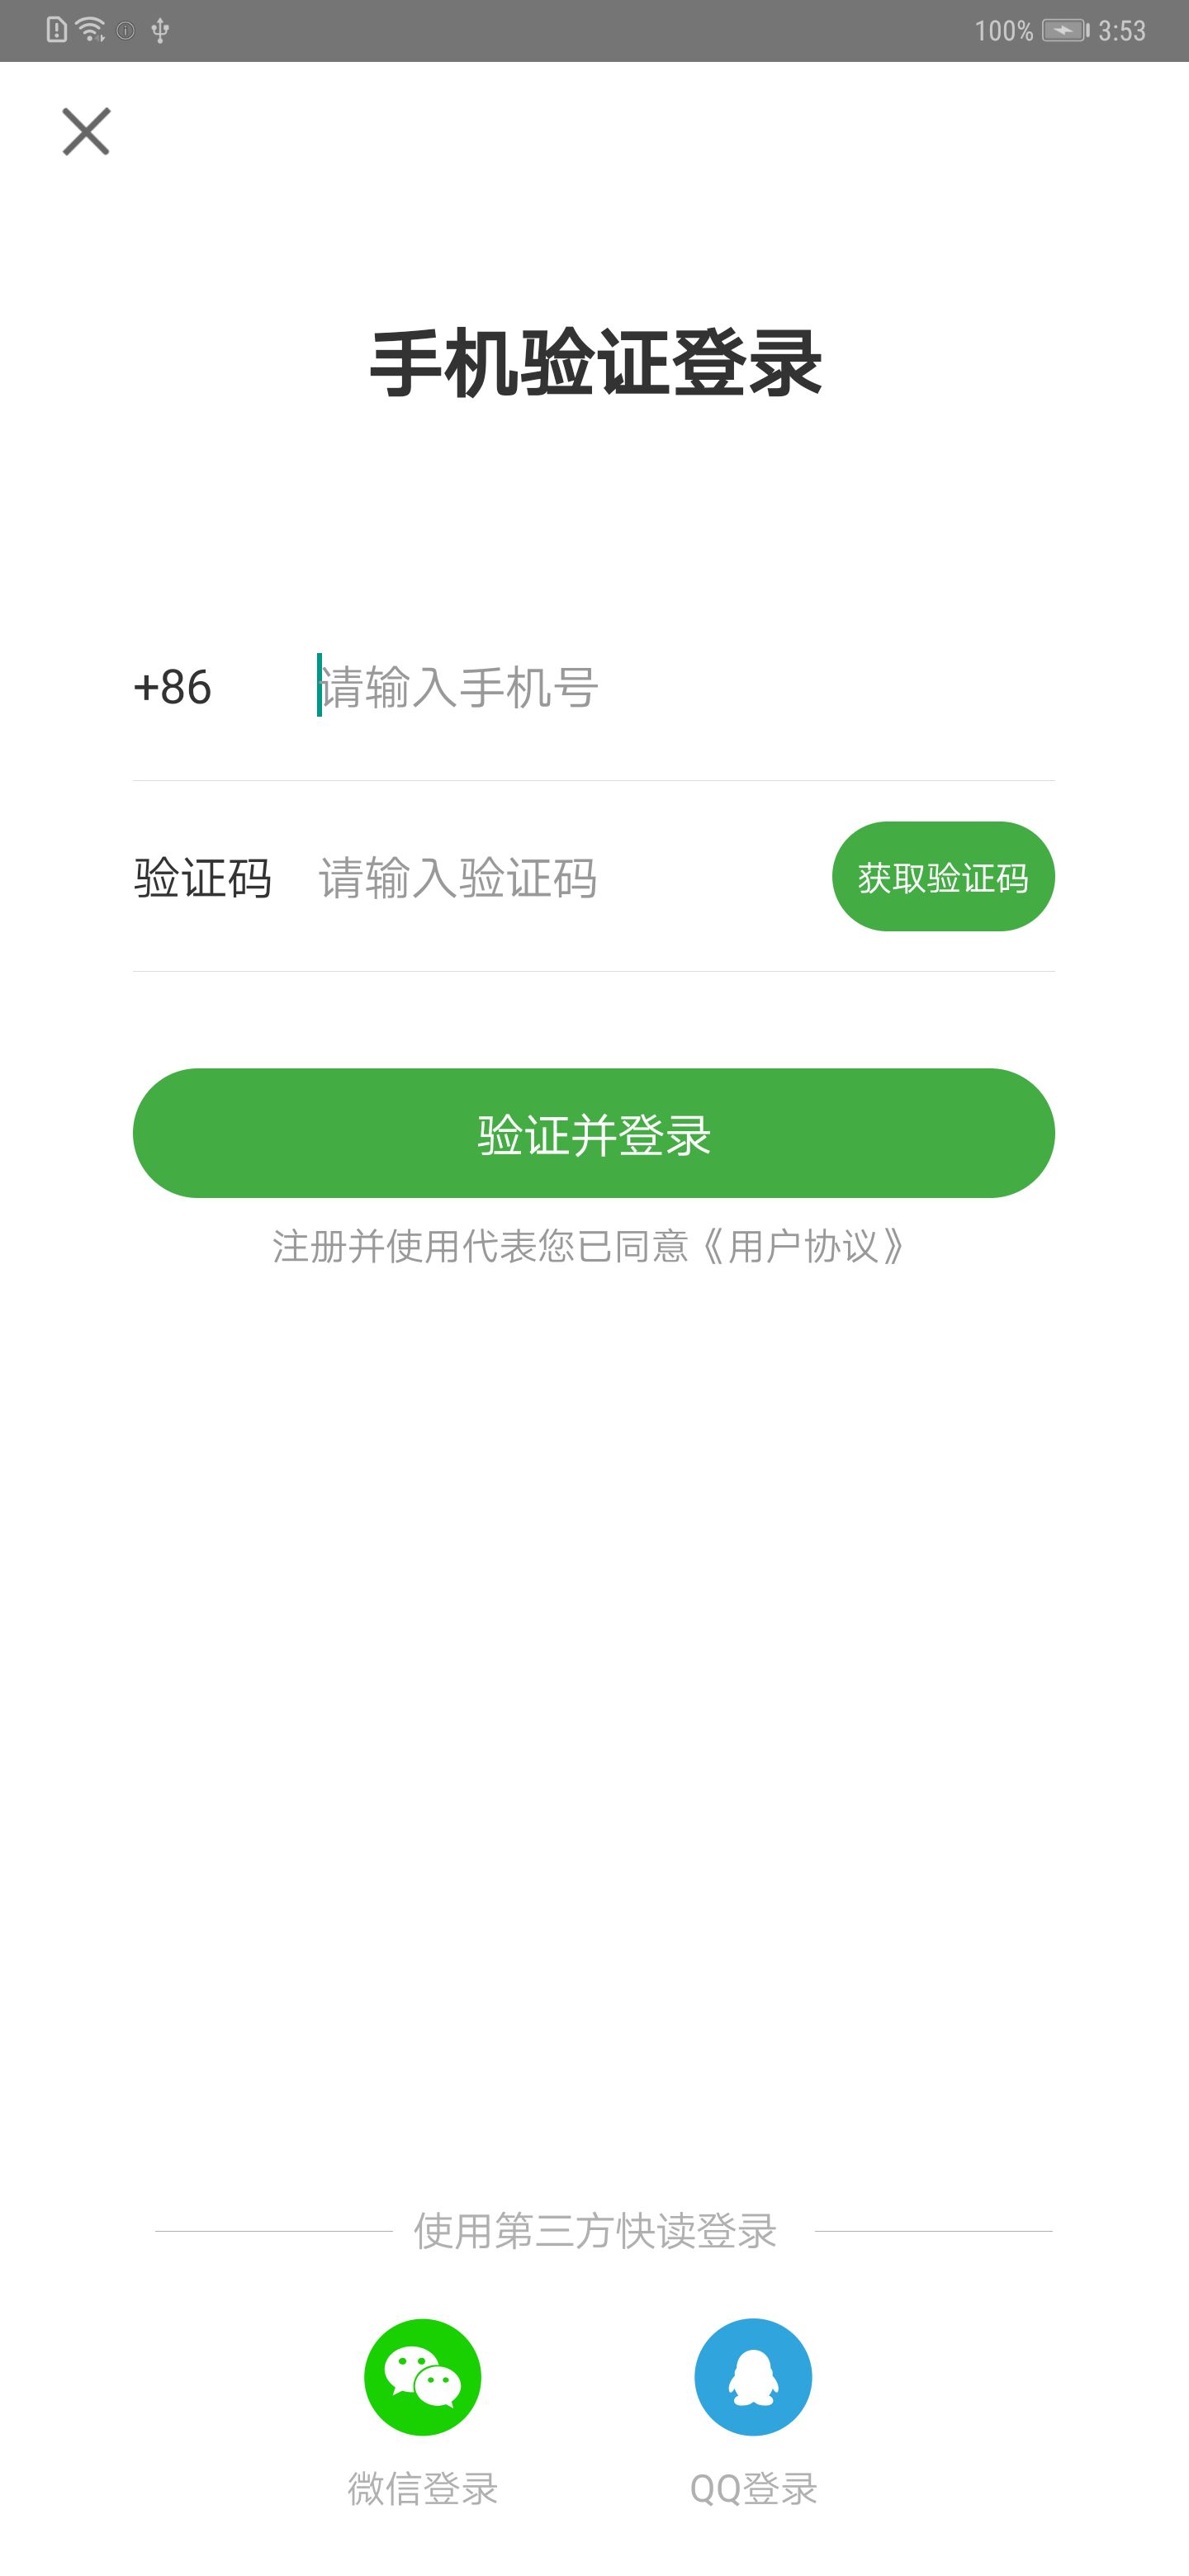 100% 3:53
手机验证登录
+86 请输入手机号
验证码 请输入验证码 获取验证码
验证并登录
注册并使用代表您已同意《用户协议》
使用第三方快读登录
微信登录 QQ登录